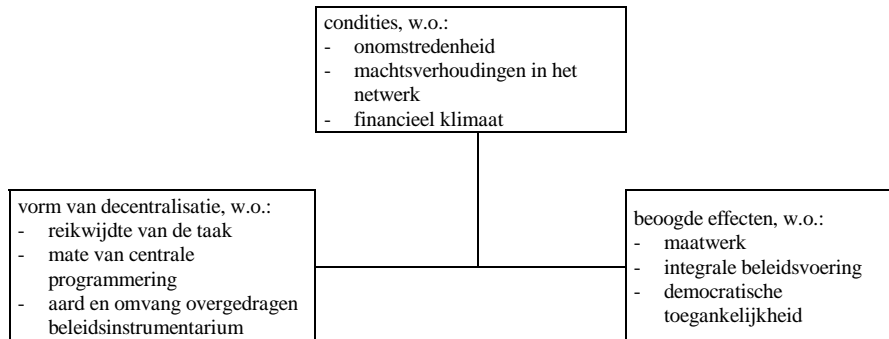 condities, w.o.:
- onomstredenheid
- machtsverhoudingen in het
netwerk
- financieel klimaat
vorm van decentralisatie, w.o.:
- reikwijdte van de taak
- mate van centrale
programmering
- aard en omvang overgedragen
beleidsinstrumentarium
beoogde effecten, w.o.:
- maatwerk
- integrale beleidsvoering
- democratische
toegankelijkheid